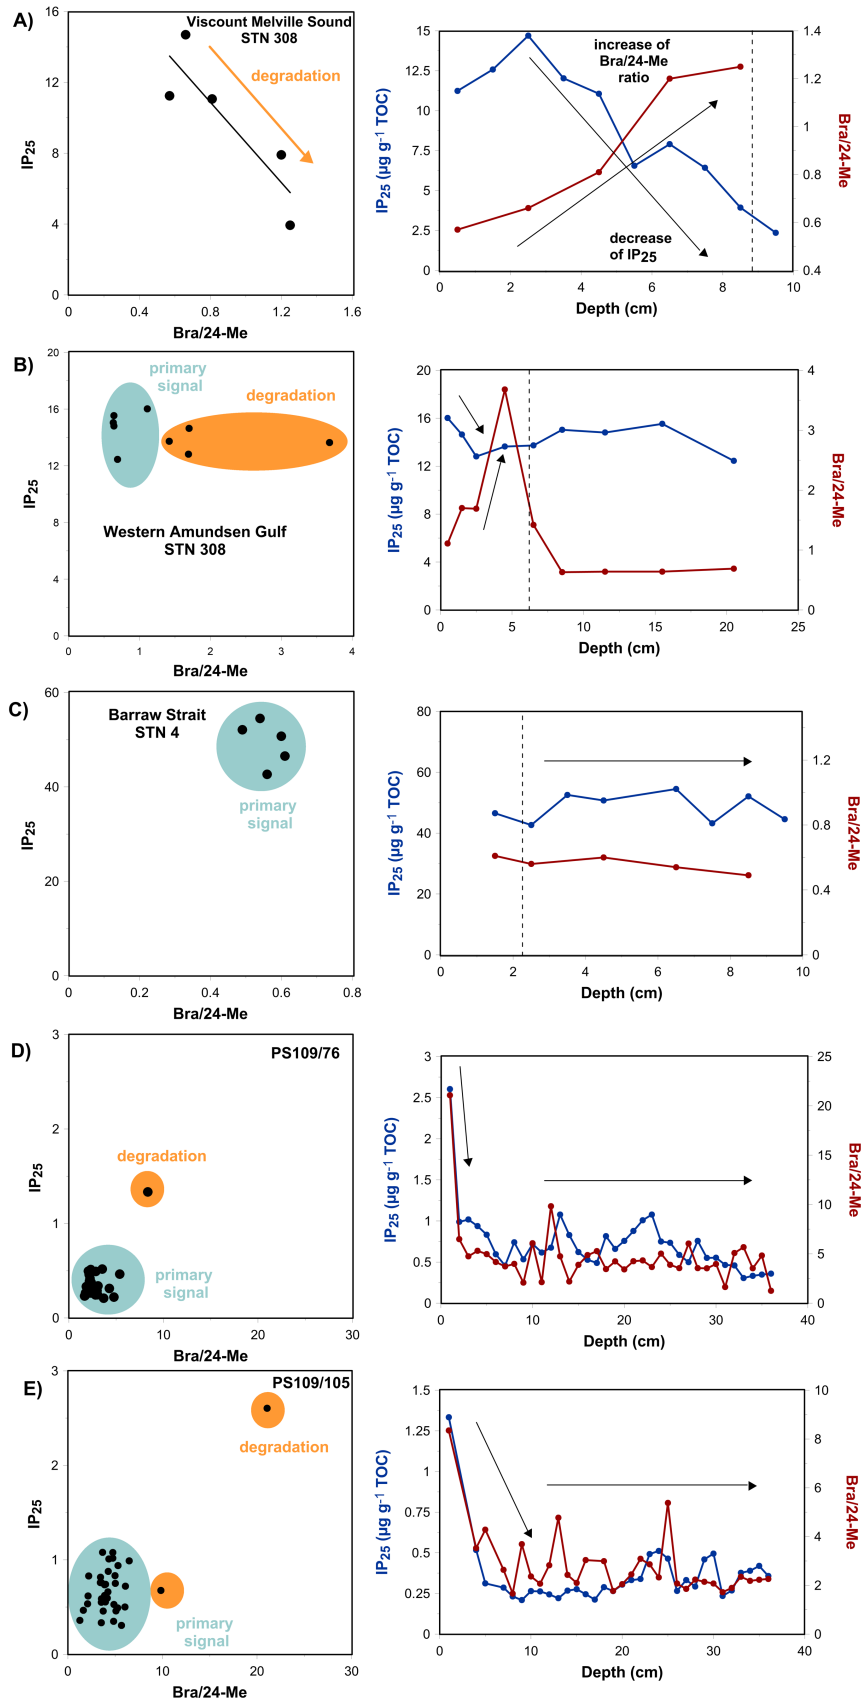 A)
Viscount Melville Sound
STN 308
degradation
IP25
16
12
8
4
0
0 0.4 0.8 1.2 1.6
Bra/24-Me
increase of
Bra/24-Me
ratio
decrease
of IP25
IP25 (µg g-1 TOC)
15
12.5
10
7.5
5
2.5
0
1.4
1.2
1
0.8
0.6
0.4
Bra/24-Me
0 2 4 6 8 10
Depth (cm)
B)
primary
signal
degradation
Western Amundsen Gulf
STN 308
IP25
20
16
12
8
4
0
0 1 2 3 4
Bra/24-Me
IP25 (µg g-1 TOC)
20
16
12
8
4
0
4
3
2
1
0
Bra/24-Me
0 5 10 15 20 25
Depth (cm)
C)
Barraw Strait
STN 4
primary
signal
IP25
60
40
20
0
0 0.2 0.4 0.6 0.8
Bra/24-Me
IP25 (µg g-1 TOC)
80
60
40
20
0
1.2
0.8
0.4
0
Bra/24-Me
2 4 6 8 10
Depth (cm)
D)
PS109/76
degradation
primary
signal
IP25
3
2
1
0
0 10 20 30
Bra/24-Me
IP25 (µg g-1 TOC)
3
2.5
2
1.5
1
0.5
0
25
20
15
10
5
0
Bra/24-Me
0 10 20 30 40
Depth (cm)
E)
PS109/105
degradation
primary
signal
IP25
3
2
1
0
0 10 20 30
Bra/24-Me
IP25 (µg g-1 TOC)
1.5
1.25
1
0.75
0.5
0.25
0
10
8
6
4
2
0
Bra/24-Me
0 10 20 30 40
Depth (cm)